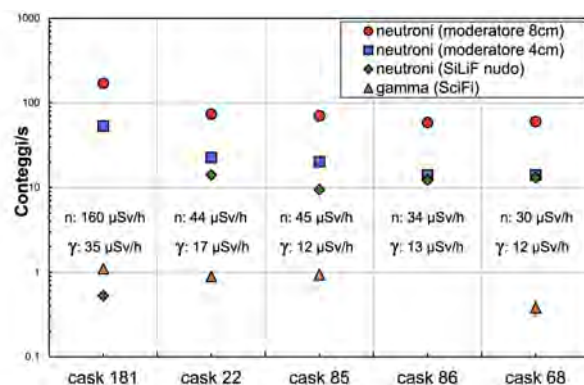 1000
100
10
1
0.1
Conteggi/s
neutroni (moderatore 8cm)
neutroni (moderatore 4cm)
neutroni (SiLiF nudo)
gamma (SciFi)
n: 160 µSv/h n: 44 µSv/h n: 45 µSv/h n: 34 µSv/h n: 30 µSv/h
γ: 35 µSv/h γ: 17 µSv/h γ: 12 µSv/h γ: 13 µSv/h γ: 12 µSv/h
cask 181 cask 22 cask 85 cask 86 cask 68